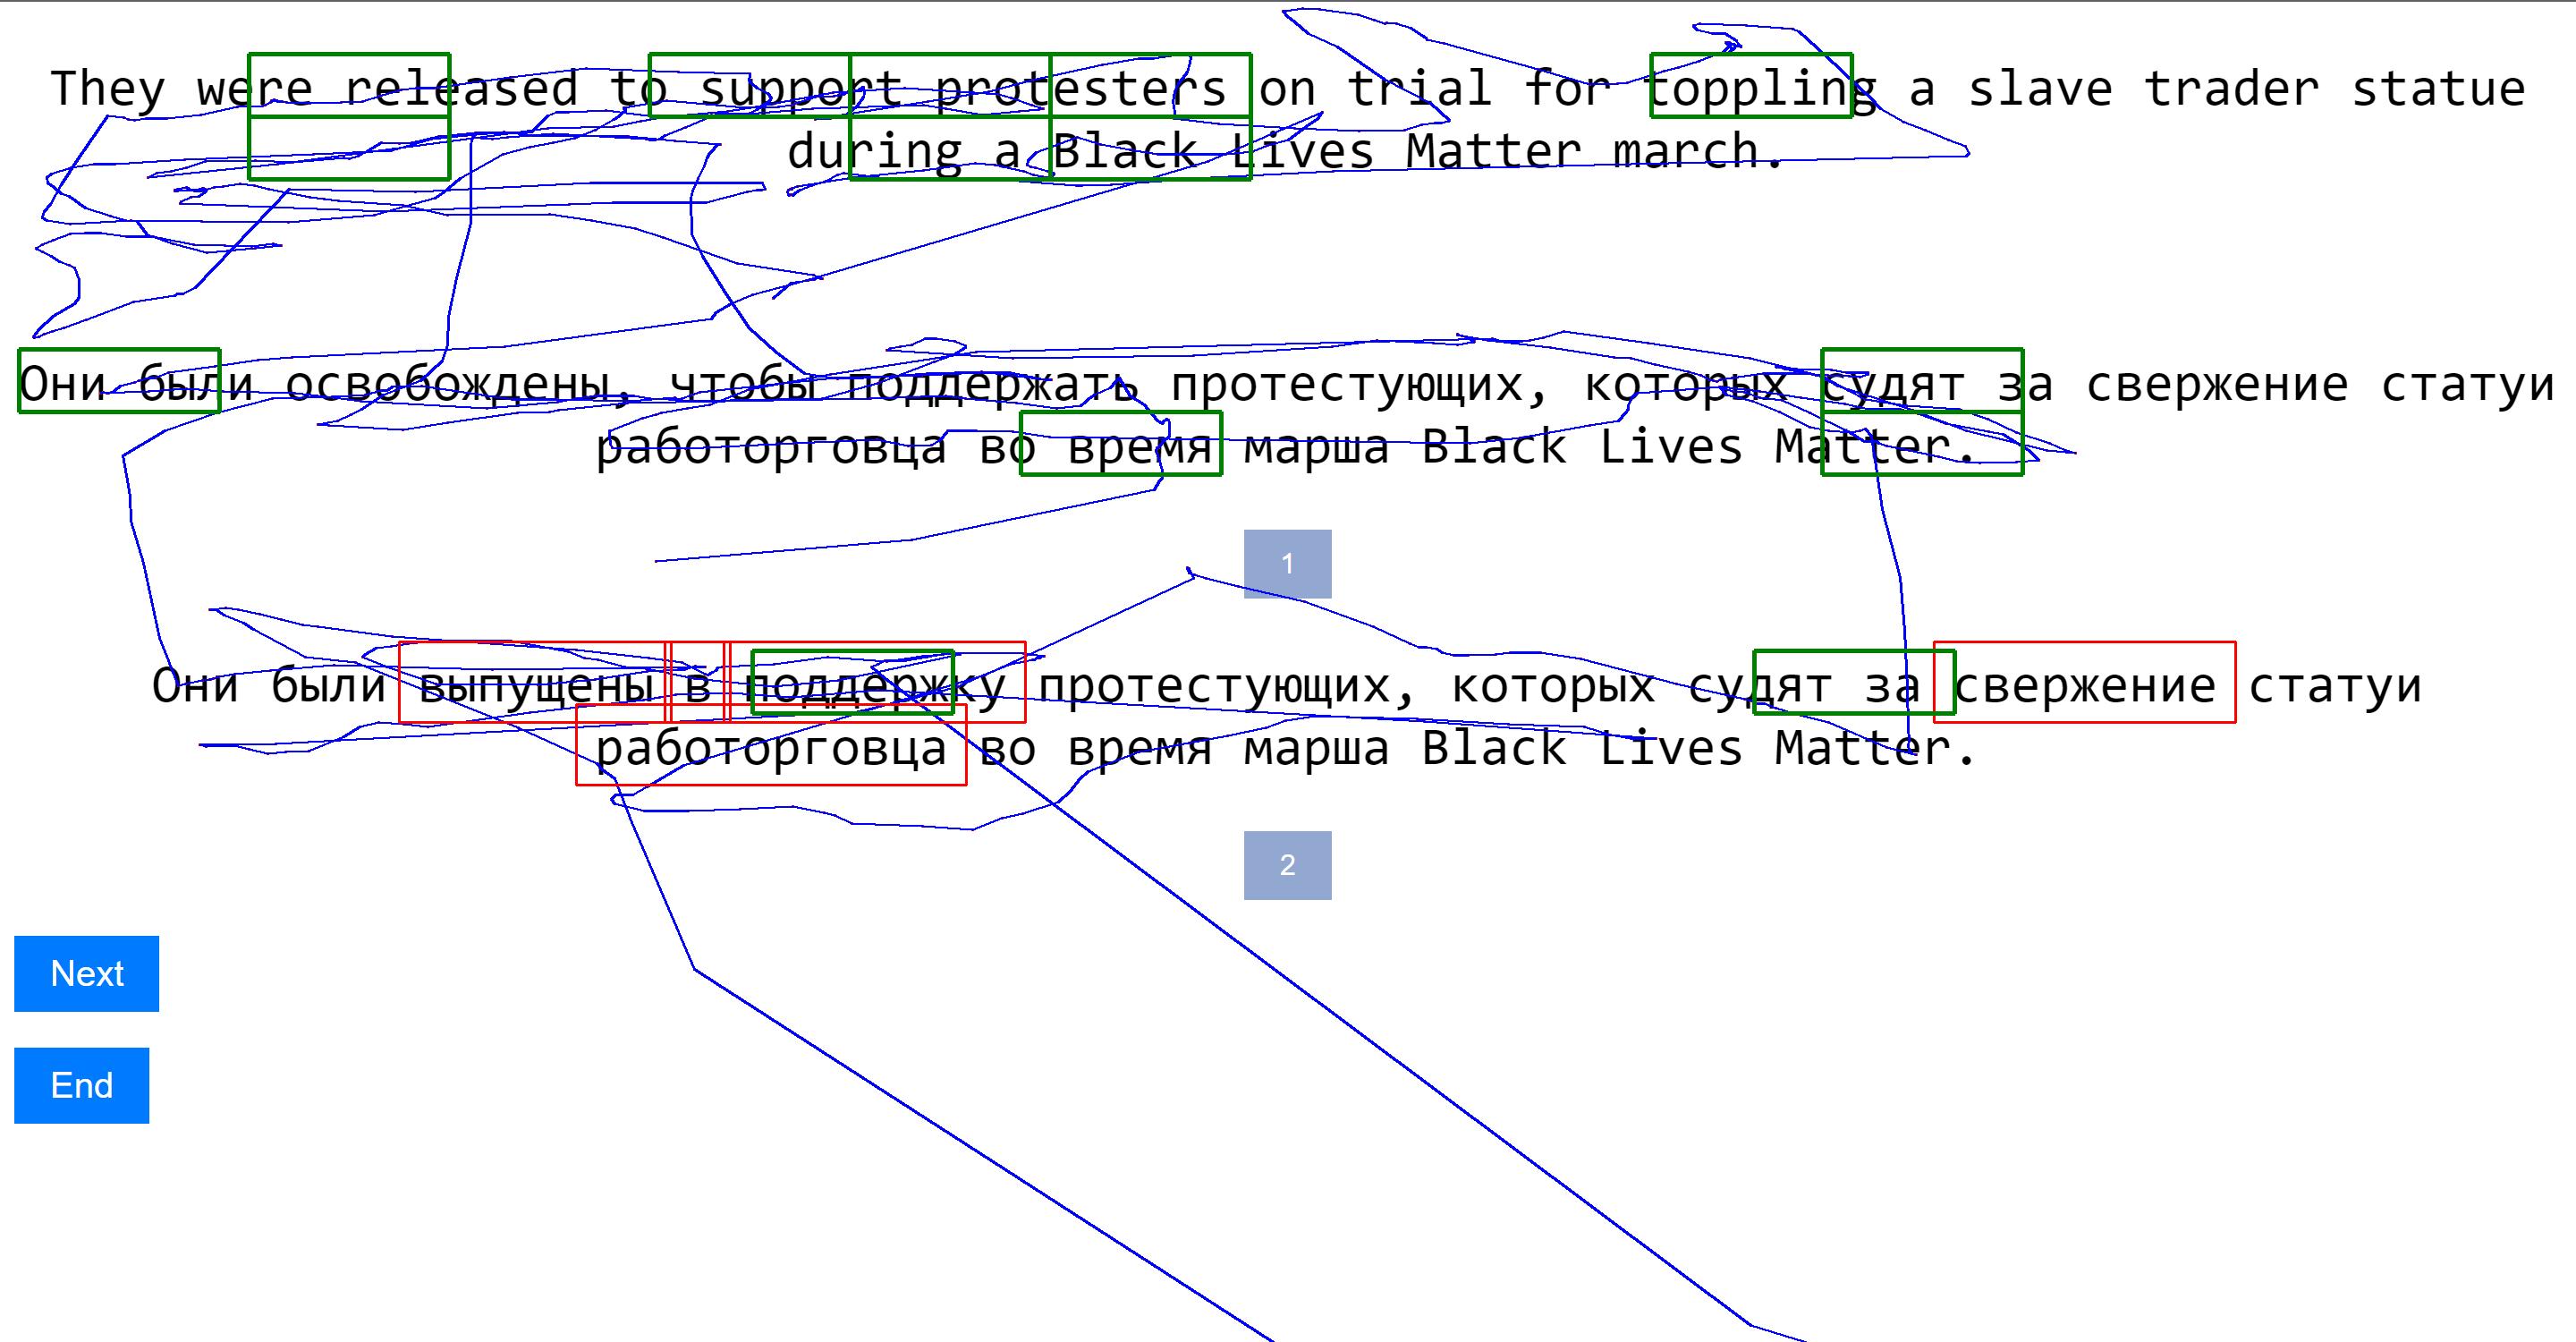 They were released to support protesters on trial for toppling a slave trader statue
during a Black Lives Matter march.
Они были освобождены, чтобы поддержать протестующих, которых судят за свержение статуи
работорговца во время марша Black Lives Matter.
1
Они были выпущены в поддержку протестующих, которых судят за свержение статуи
работорговца во время марша Black Lives Matter.
2
Next
End